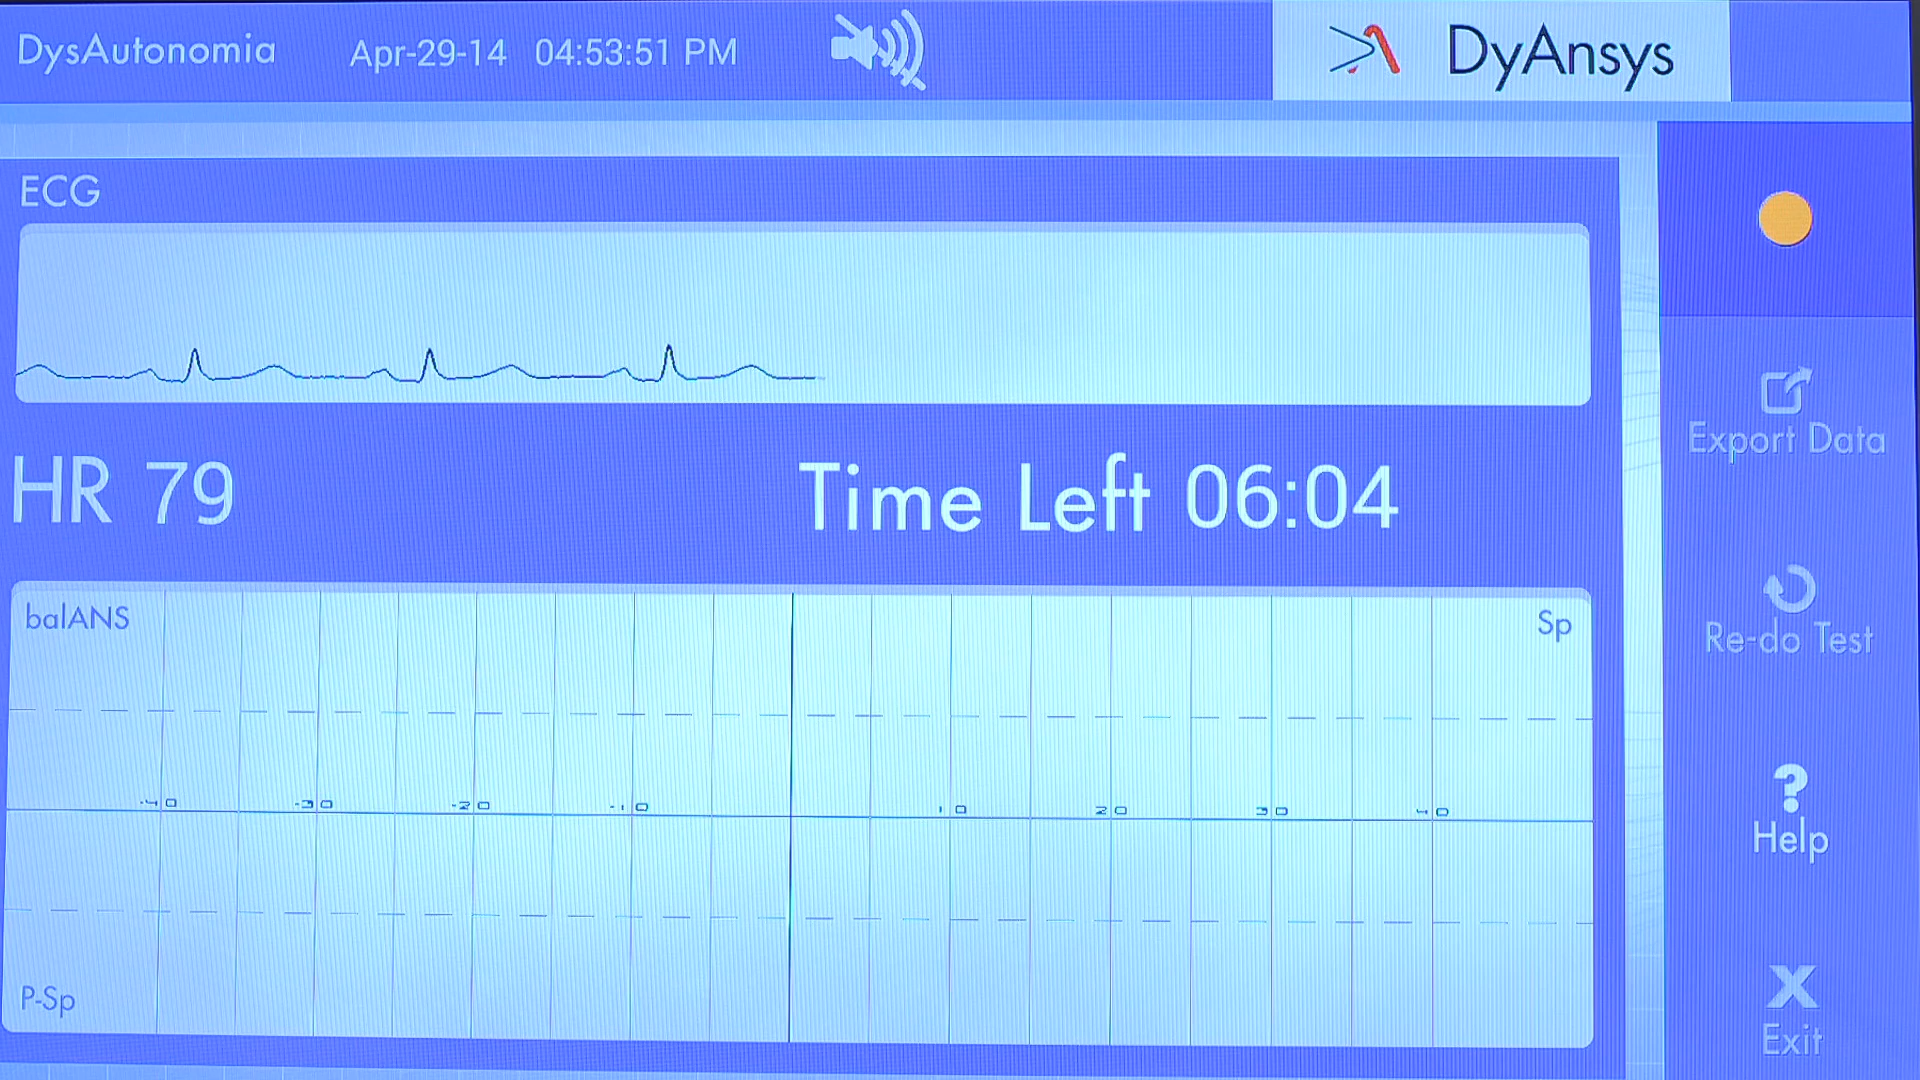 DysAutonomia Apr-29-14 04:53:51 PM DyAnsys
ECG
Export Data
HR 79 Time Left 06:04
balANS Sp
Re-do Test
-40 -30 -20 -10 10 20 30 40
Help
P-Sp
Exit